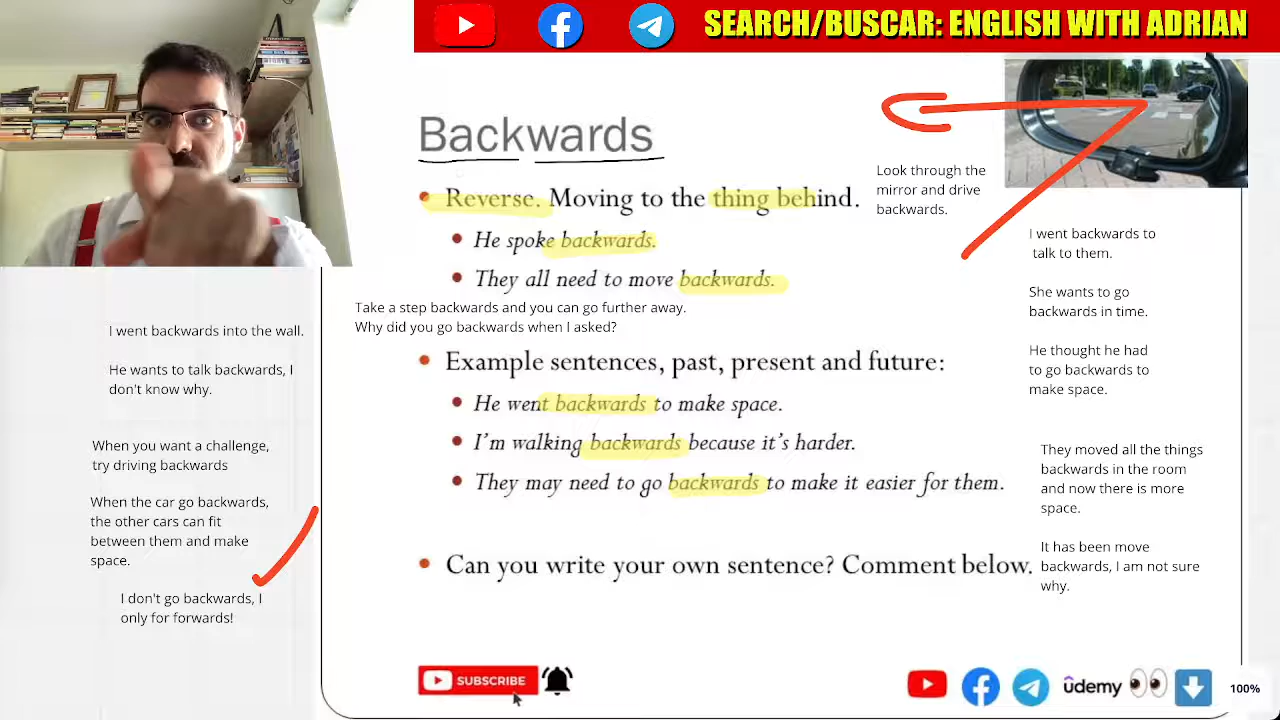 SEARCH/BUSCAR: ENGLISH WITH ADRIAN
Backwards
Reverse. Moving to the thing behind.
He spoke backwards.
They all need to move backwards.
Take a step backwards and you can go further away.
Why did you go backwards when I asked?
Example sentences, past, present and future:
He went backwards to make space.
I'm walking backwards because it's harder.
They may need to go backwards to make it easier for them.
Can you write your own sentence? Comment below.
I went backwards into the wall.
He wants to talk backwards, I
don't know why.
When you want a challenge,
try driving backwards
When the car go backwards,
the other cars can fit
between them and make
space.
I don't go backwards, I
only for forwards!
Look through the
mirror and drive
backwards.
I went backwards to
talk to them.
She wants to go
backwards in time.
He thought he had
to go backwards to
make space.
They moved all the things
backwards in the room
and now there is more
space.
It has been move
backwards, I am not sure
why.
SUBSCRIBE
ûdemy
100%